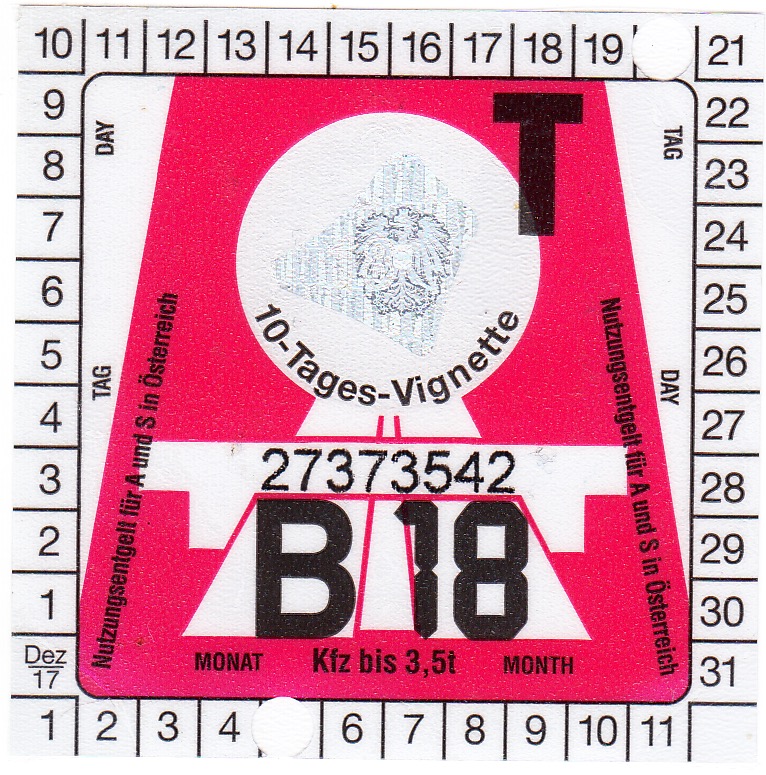 10 11 12 13 14 15 16 17 18 19 21
9 22
8 23
7 24
6 25
5 26
4 27
3 28
2 29
1 30
Dez 17 31
1 2 3 4 6 7 8 9 10 11
DAY
TAG
T
10-Tages-Vignette
TAG
DAY
Nutzungsentgelt für A und S in Österreich
Nutzungsentgelt für A und S in Österreich
27373542
B 18
MONAT Kfz bis 3,5t MONTH